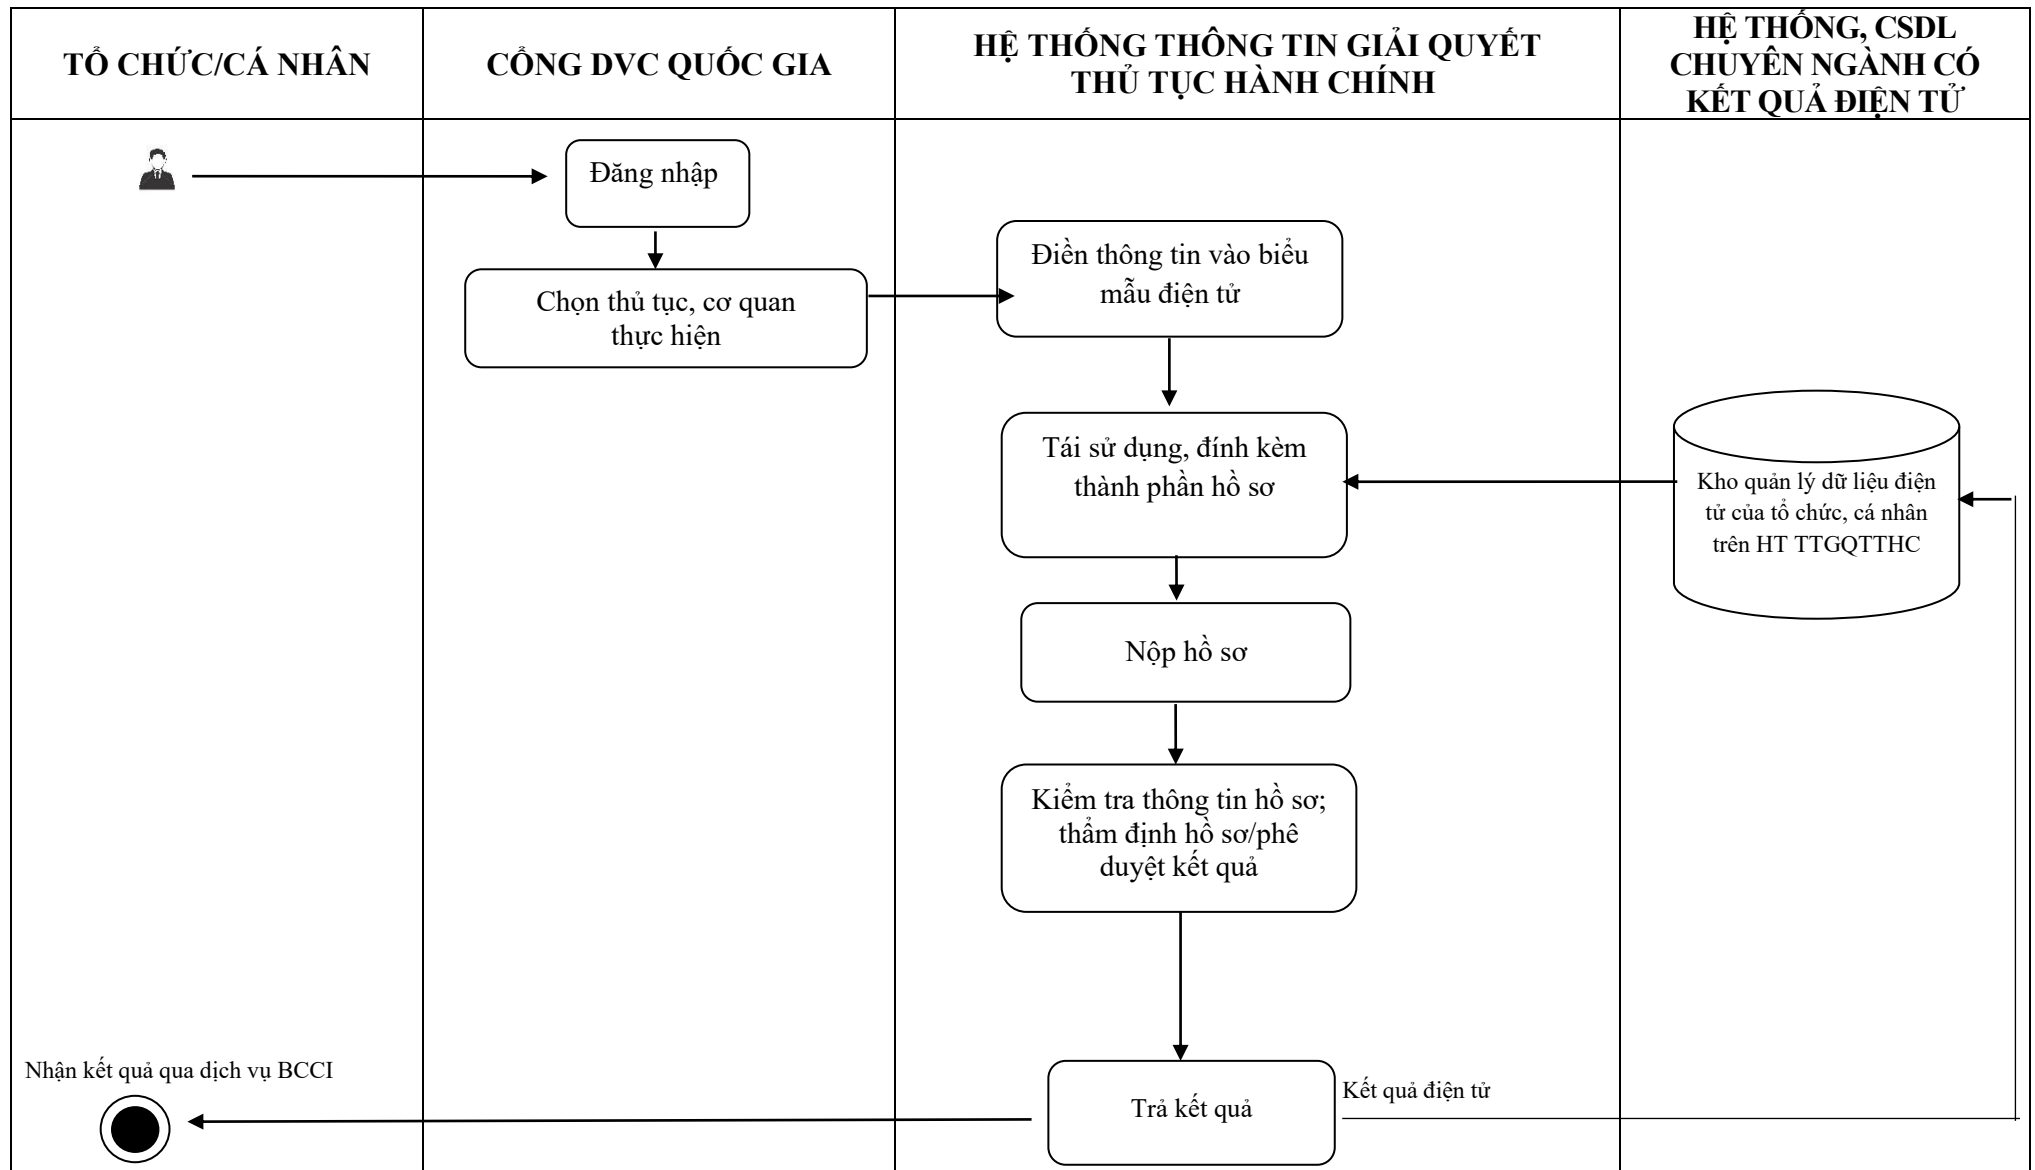 TỔ CHỨC/CÁ NHÂN
CỔNG DVC QUỐC GIA
HỆ THỐNG THÔNG TIN GIẢI QUYẾT
THỦ TỤC HÀNH CHÍNH
HỆ THỐNG, CSDL
CHUYÊN NGÀNH CÓ
KẾT QUẢ ĐIỆN TỬ
Đăng nhập
Chọn thủ tục, cơ quan
thực hiện
Điền thông tin vào biểu
mẫu điện tử
Tái sử dụng, đính kèm
thành phần hồ sơ
Kho quản lý dữ liệu điện
tử của tổ chức, cá nhân
trên HT TTGQTTHC
Nộp hồ sơ
Kiểm tra thông tin hồ sơ;
thẩm định hồ sơ/phê
duyệt kết quả
Nhận kết quả qua dịch vụ BCCI
Trả kết quả
Kết quả điện tử